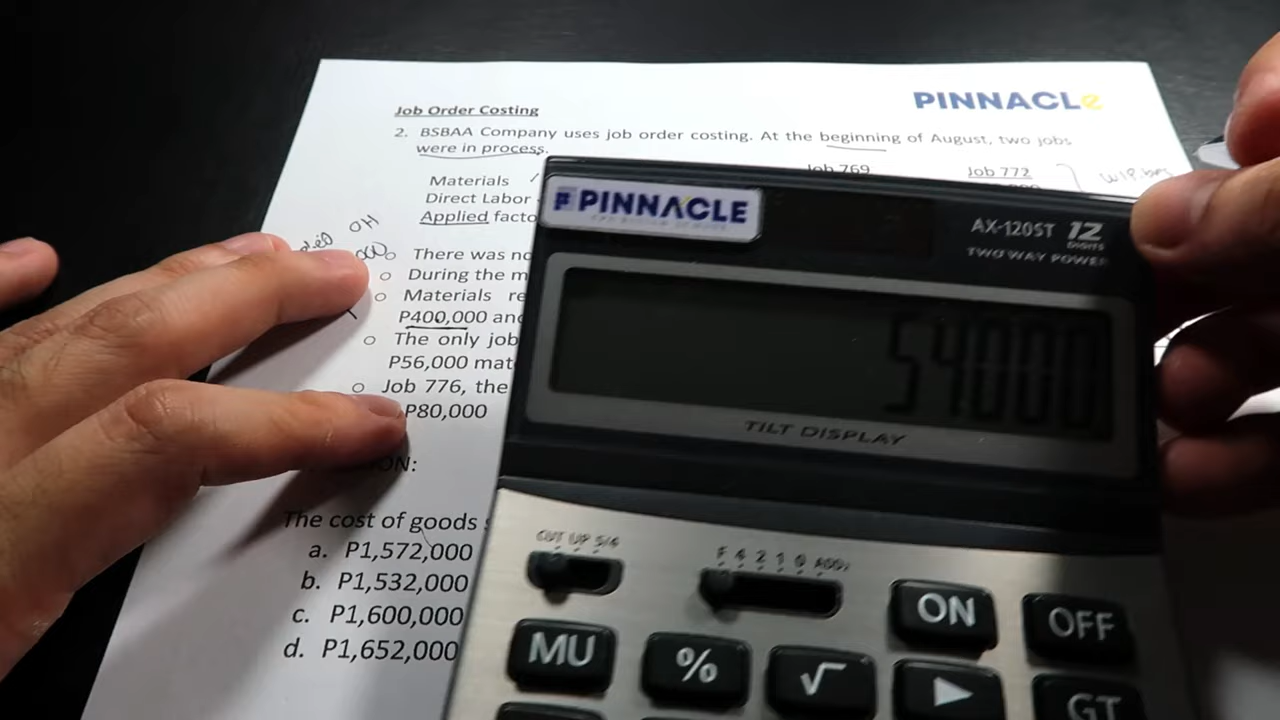 PINNACLe
Job Order Costing
2. BSBAA Company uses job order costing. At the beginning of August, two jobs
were in process.
Job 769 Job 772
W.I.P. beg
Materials
Direct Labor
Applied facto
OH
There was no
During the m
Materials re
P400,000 and
The only job
P56,000 mat
Job 776, the
P80,000
ON:
The cost of goods s
a. P1,572,000
b. P1,532,000
c. P1,600,000
d. P1,652,000
PINNACLE
AX-120ST 12
DIGITS
TWO WAY POWER
54000
TILT DISPLAY
CUT UP 5/4
F 4 2 1 0 ADD2
ON OFF
MU % √ ▶ GT